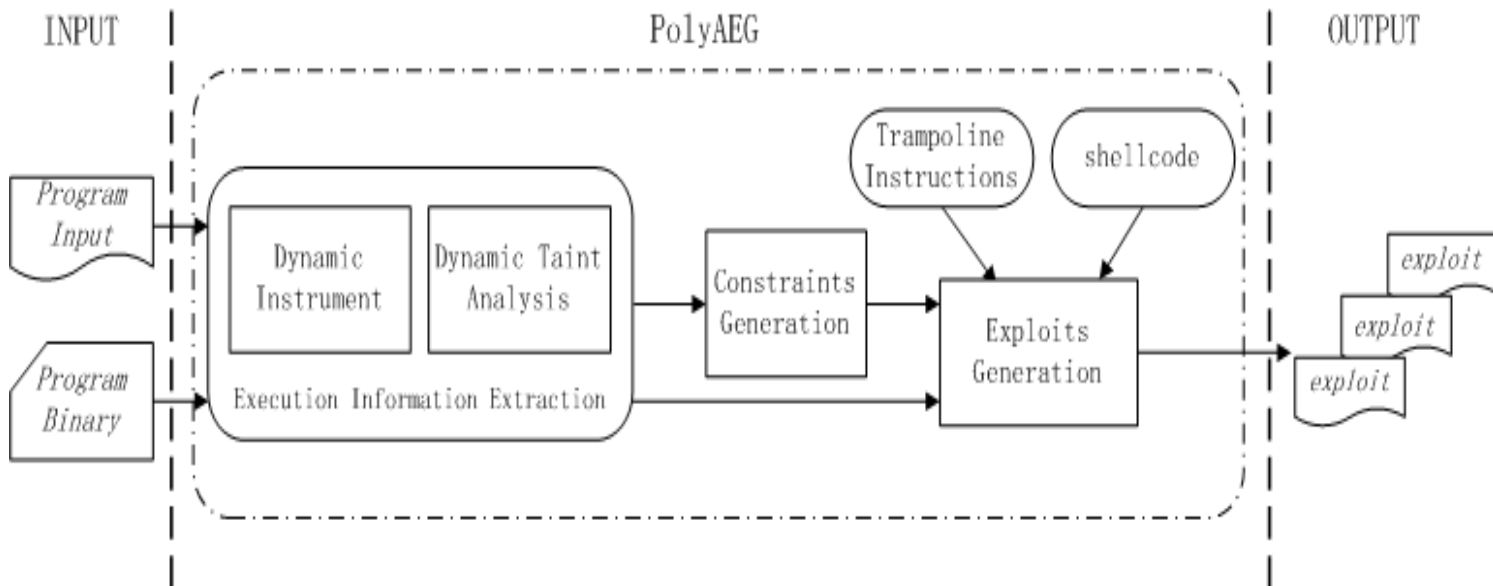 INPUT
PolyAEG
OUTPUT
Program
Input
Program
Binary
Dynamic
Instrument
Dynamic Taint
Analysis
Execution Information Extraction
Constraints
Generation
Trampoline
Instructions
shellcode
Exploits
Generation
exploit
exploit
exploit